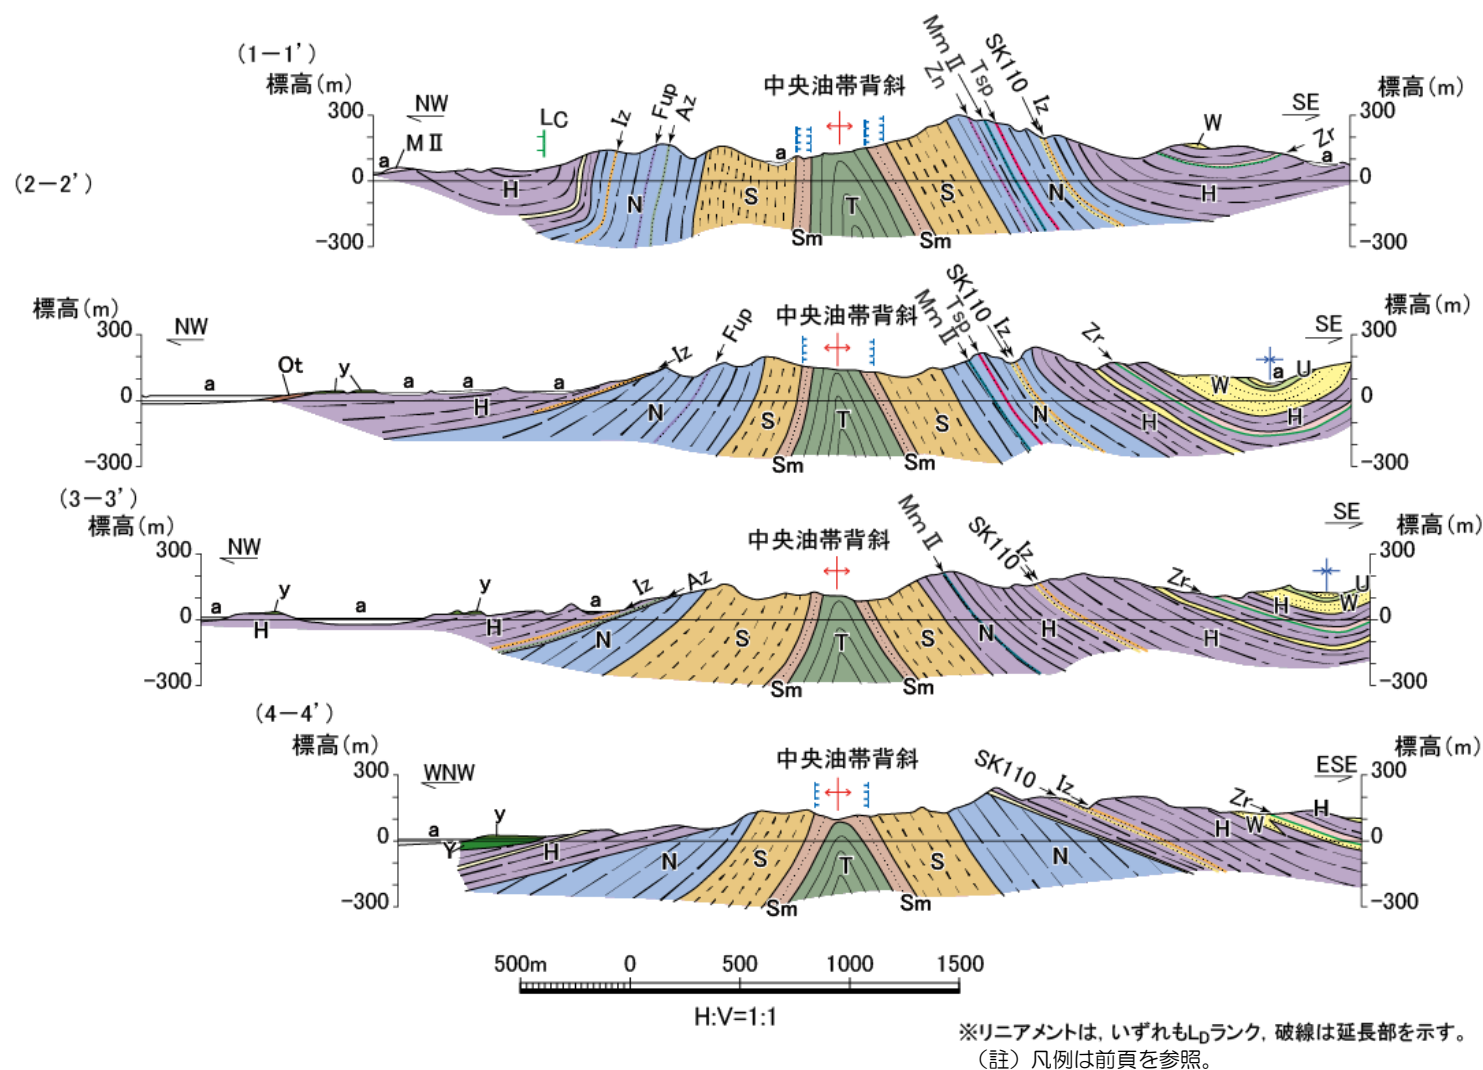 (1-1')
標高(m)
NW
300
0
-300
a
MⅡ
LC
Iz
Fup
Az
中央油帯背斜
MmⅡ
Zn
Tsp
SK110
Iz
SE
標高(m)
300
0
-300
W
Zr
a
H
N
S
a
Sm
T
Sm
S
N
H
(2-2')
標高(m)
NW
300
0
-300
a
Ot
y
a
a
a
Iz
Fup
中央油帯背斜
MmⅡ
Tsp
SK110
Iz
Zr
SE
標高(m)
300
0
-300
a
U
W
H
H
N
S
Sm
T
Sm
S
N
H
(3-3')
標高(m)
NW
300
0
-300
a
y
a
y
a
Iz
Az
中央油帯背斜
MmⅡ
SK110
Iz
Zr
SE
標高(m)
300
0
-300
U
H
W
H
H
N
S
Sm
T
Sm
S
N
H
H
(4-4')
標高(m)
WNW
300
0
-300
a
y
Y
H
N
S
Sm
中央油帯背斜
T
Sm
S
N
SK110
Iz
Zr
H
W
H
ESE
標高(m)
300
0
-300
500m 0 500 1000 1500
H:V=1:1
※リニアメントは,いずれもLDランク,破線は延長部を示す。
(註)凡例は前頁を参照。